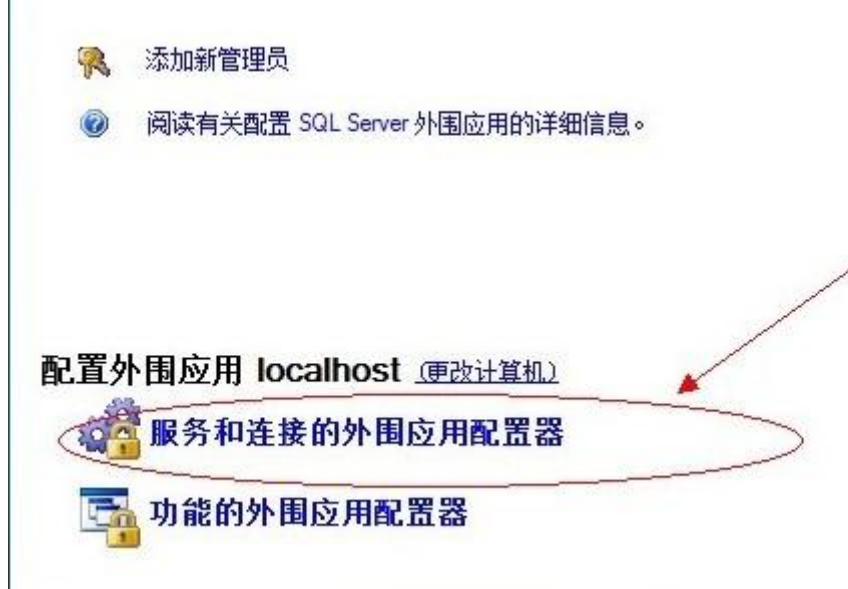 添加新管理员
阅读有关配置 SQL Server 外围应用的详细信息。
配置外围应用 localhost (更改计算机)
服务和连接的外围应用配置器
功能的外围应用配置器